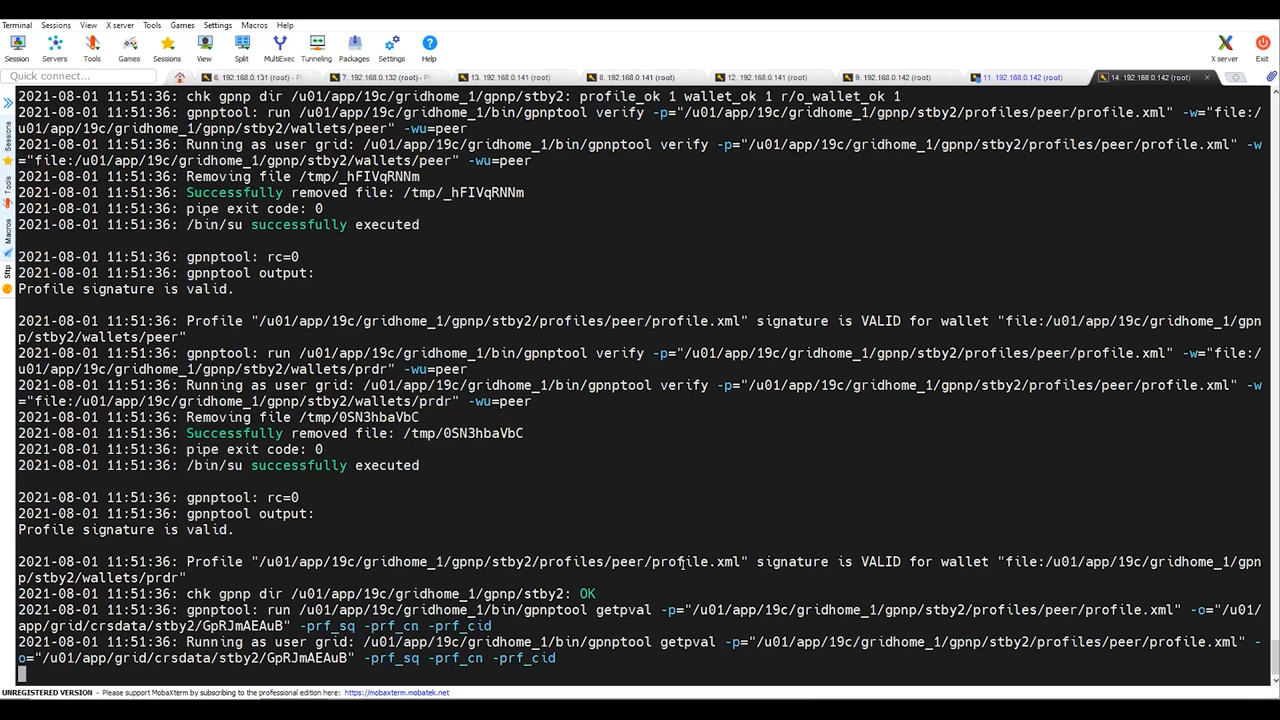 Terminal Sessions View X server Tools Games Settings Macros Help
Session Servers Tools Games Sessions View Split MultiExec Tunneling Packages Settings Help X server Exit
Quick connect... 6. 192.168.0.131 (root) - Pr 7. 192.168.0.132 (root) - Pr 13. 192.168.0.141 (root) 8. 192.168.0.141 (root) 12. 192.168.0.141 (root) 9. 192.168.0.142 (root) 11. 192.168.0.142 (root) 14. 192.168.0.142 (root)
Sessions
Tools
Macros
Sftp
2021-08-01 11:51:36: chk gpnp dir /u01/app/19c/gridhome_1/gpnp/stby2: profile_ok 1 wallet_ok 1 r/o_wallet_ok 1
2021-08-01 11:51:36: gpnptool: run /u01/app/19c/gridhome_1/bin/gpnptool verify -p="/u01/app/19c/gridhome_1/gpnp/stby2/profiles/peer/profile.xml" -w="file:/
u01/app/19c/gridhome_1/gpnp/stby2/wallets/peer" -wu=peer
2021-08-01 11:51:36: Running as user grid: /u01/app/19c/gridhome_1/bin/gpnptool verify -p="/u01/app/19c/gridhome_1/gpnp/stby2/profiles/peer/profile.xml" -w
="file:/u01/app/19c/gridhome_1/gpnp/stby2/wallets/peer" -wu=peer
2021-08-01 11:51:36: Removing file /tmp/_hFIVqRNNm
2021-08-01 11:51:36: Successfully removed file: /tmp/_hFIVqRNNm
2021-08-01 11:51:36: pipe exit code: 0
2021-08-01 11:51:36: /bin/su successfully executed
2021-08-01 11:51:36: gpnptool: rc=0
2021-08-01 11:51:36: gpnptool output:
Profile signature is valid.
2021-08-01 11:51:36: Profile "/u01/app/19c/gridhome_1/gpnp/stby2/profiles/peer/profile.xml" signature is VALID for wallet "file:/u01/app/19c/gridhome_1/gpn
p/stby2/wallets/peer"
2021-08-01 11:51:36: gpnptool: run /u01/app/19c/gridhome_1/bin/gpnptool verify -p="/u01/app/19c/gridhome_1/gpnp/stby2/profiles/peer/profile.xml" -w="file:/
u01/app/19c/gridhome_1/gpnp/stby2/wallets/prdr" -wu=peer
2021-08-01 11:51:36: Running as user grid: /u01/app/19c/gridhome_1/bin/gpnptool verify -p="/u01/app/19c/gridhome_1/gpnp/stby2/profiles/peer/profile.xml" -w
="file:/u01/app/19c/gridhome_1/gpnp/stby2/wallets/prdr" -wu=peer
2021-08-01 11:51:36: Removing file /tmp/0SN3hbaVbC
2021-08-01 11:51:36: Successfully removed file: /tmp/0SN3hbaVbC
2021-08-01 11:51:36: pipe exit code: 0
2021-08-01 11:51:36: /bin/su successfully executed
2021-08-01 11:51:36: gpnptool: rc=0
2021-08-01 11:51:36: gpnptool output:
Profile signature is valid.
2021-08-01 11:51:36: Profile "/u01/app/19c/gridhome_1/gpnp/stby2/profiles/peer/profile.xml" signature is VALID for wallet "file:/u01/app/19c/gridhome_1/gpn
p/stby2/wallets/prdr"
2021-08-01 11:51:36: chk gpnp dir /u01/app/19c/gridhome_1/gpnp/stby2: OK
2021-08-01 11:51:36: gpnptool: run /u01/app/19c/gridhome_1/bin/gpnptool getpval -p="/u01/app/19c/gridhome_1/gpnp/stby2/profiles/peer/profile.xml" -o="/u01/
app/grid/crsdata/stby2/GpRJmAEAuB" -prf_sq -prf_cn -prf_cid
2021-08-01 11:51:36: Running as user grid: /u01/app/19c/gridhome_1/bin/gpnptool getpval -p="/u01/app/19c/gridhome_1/gpnp/stby2/profiles/peer/profile.xml" -
o="/u01/app/grid/crsdata/stby2/GpRJmAEAuB" -prf_sq -prf_cn -prf_cid
UNREGISTERED VERSION - Please support MobaXterm by subscribing to the professional edition here: https://mobaxterm.mobatek.net